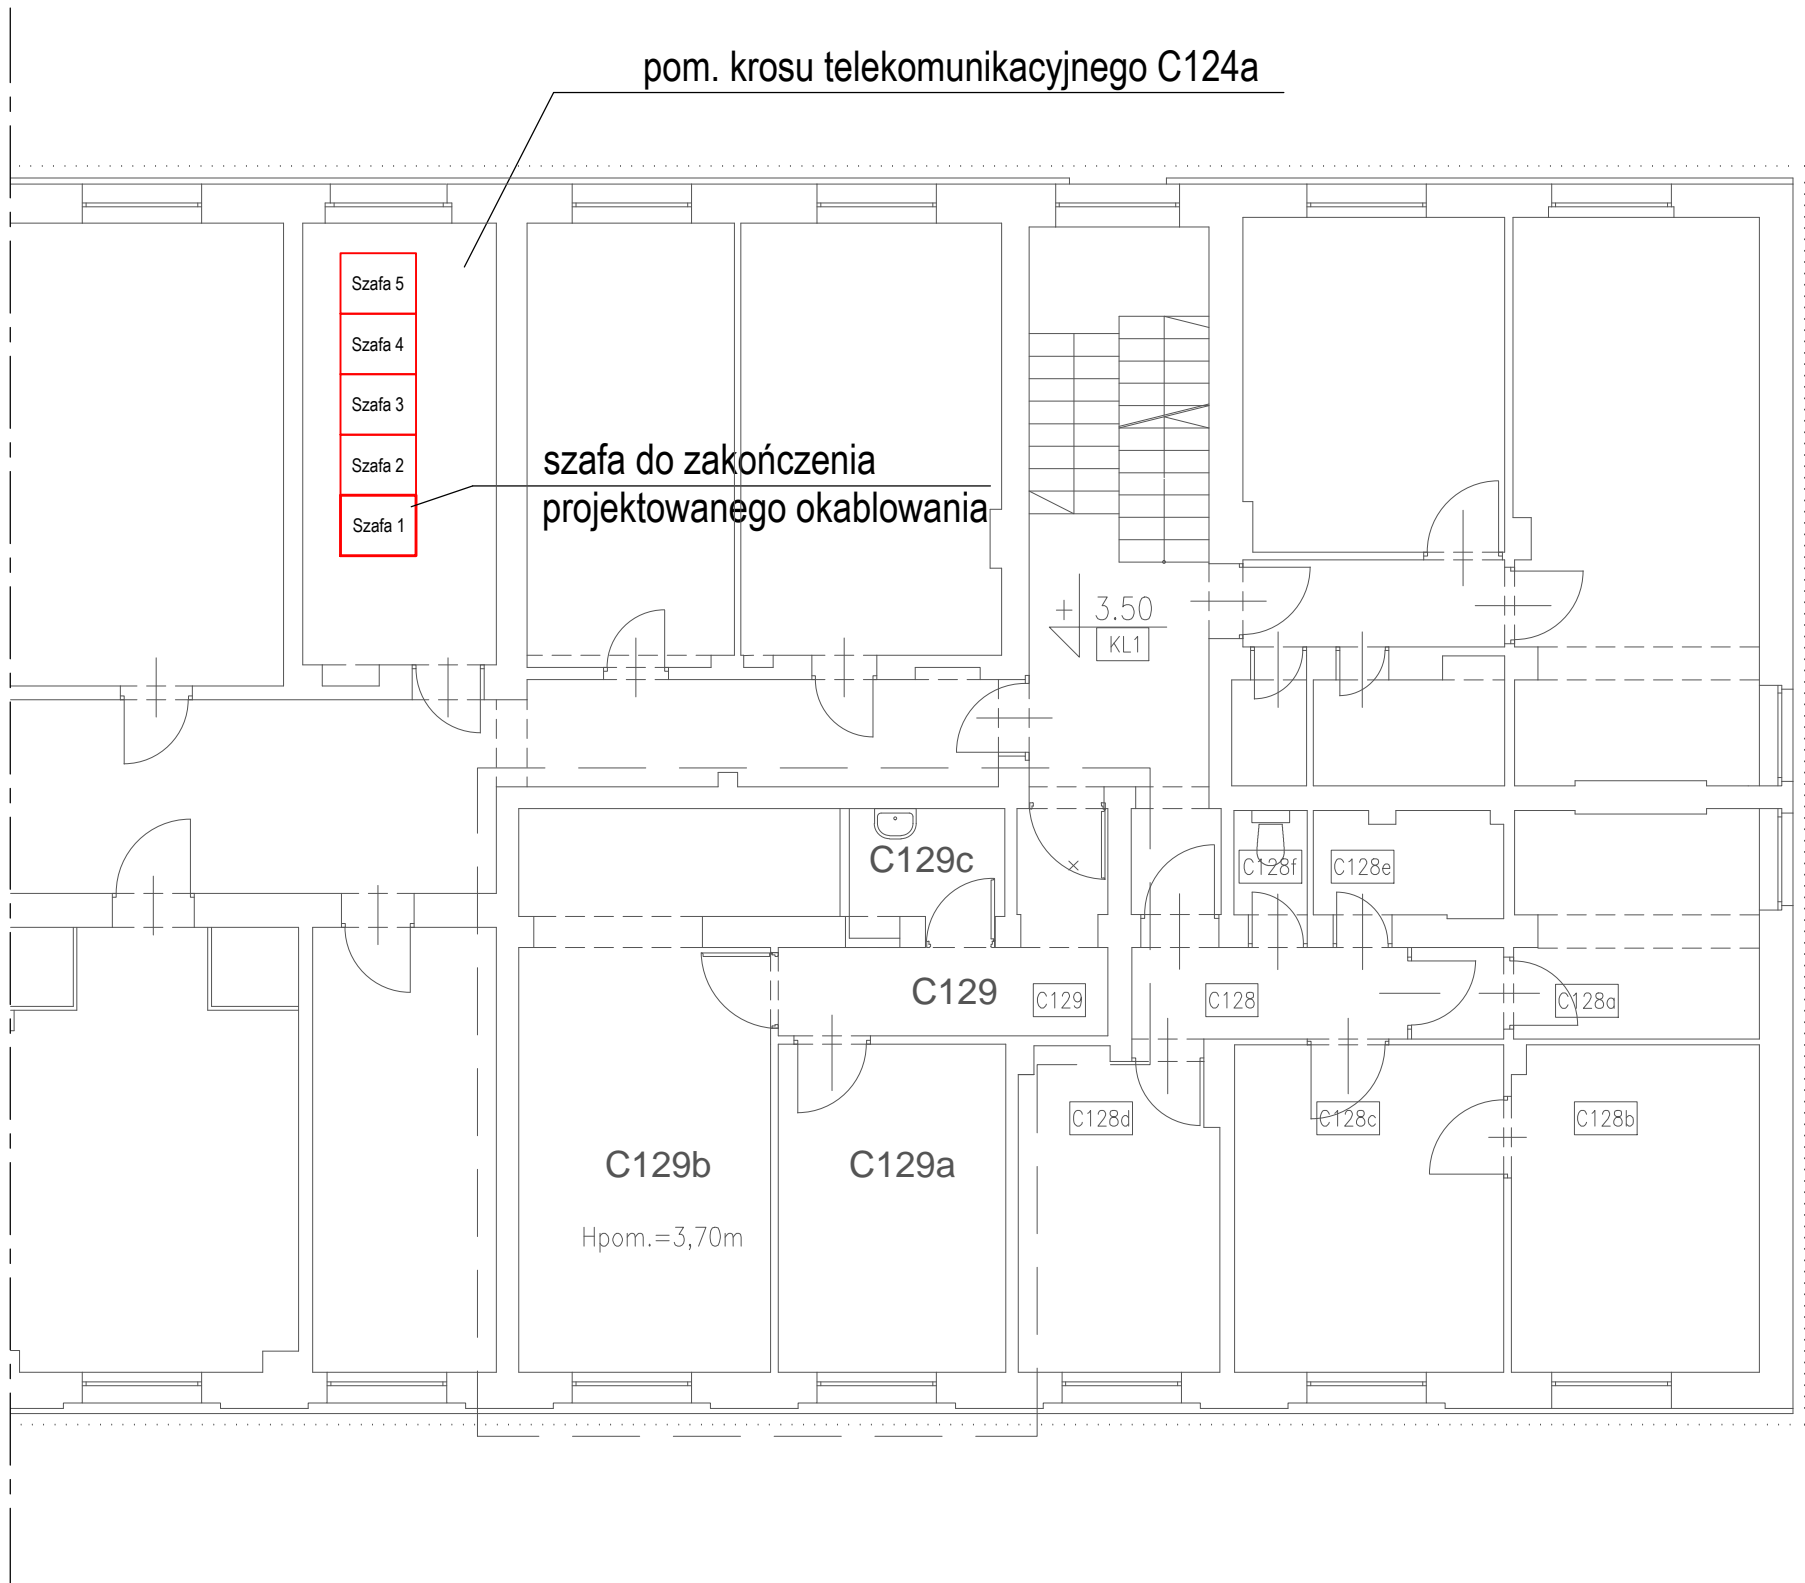 pom. krosu telekomunikacyjnego C124a
Szafa 5
Szafa 4
Szafa 3
Szafa 2
Szafa 1
szafa do zakończenia
projektowanego okablowania
+ 3.50
KL1
C129c
C128f
C128e
C129
C129
C128
C128a
C128d
C128c
C128b
C129b
C129a
Hpom.=3,70m